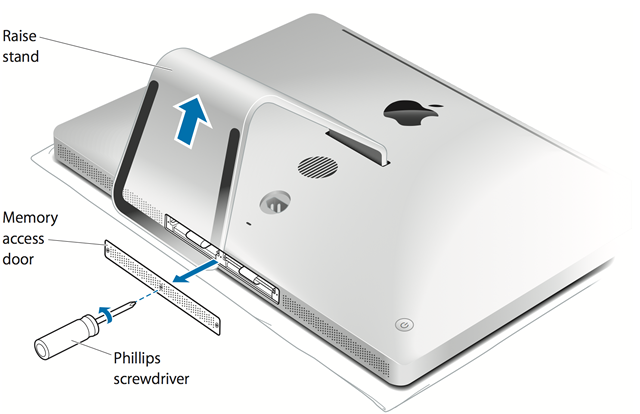 Raise
stand
Memory
access
door
Phillips
screwdriver